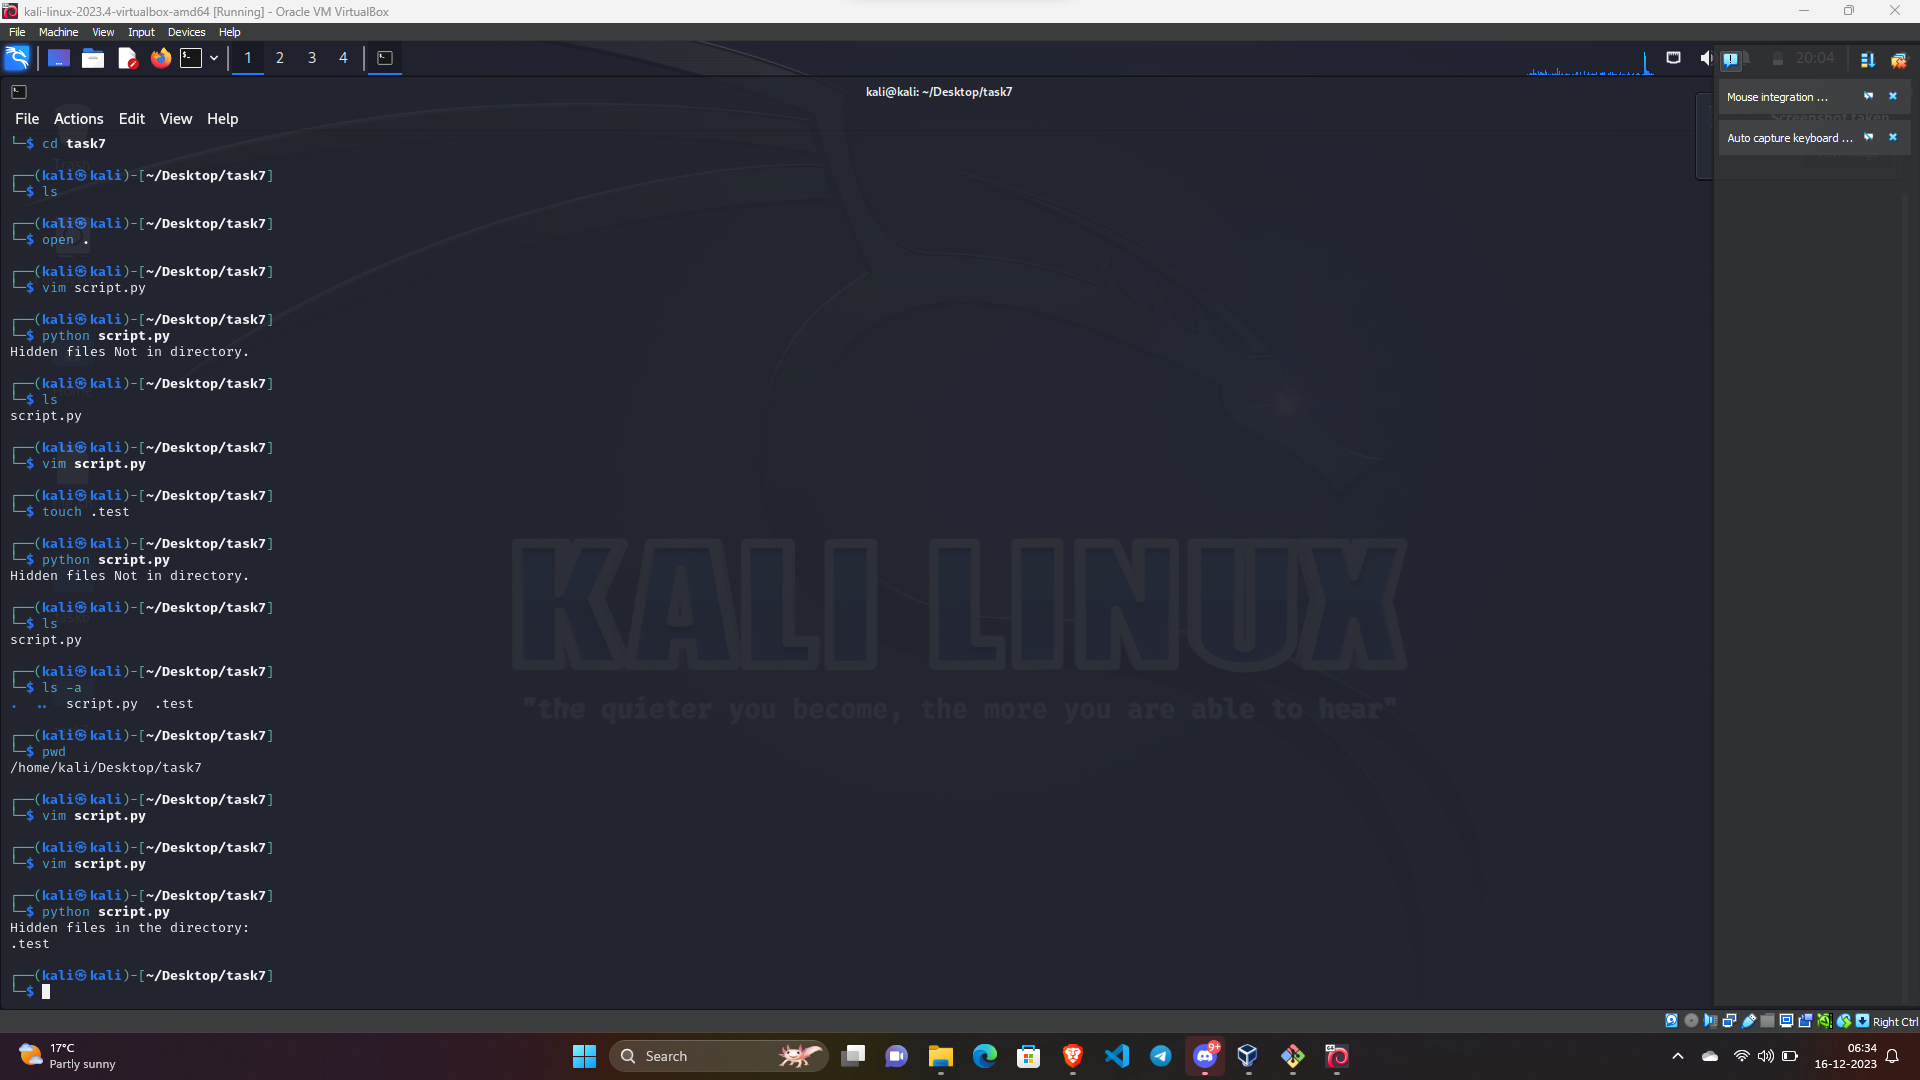 kali-linux-2023.4-virtualbox-amd64 [Running] - Oracle VM VirtualBox
File Machine View Input Devices Help
1 2 3 4
20:04
kali@kali: ~/Desktop/task7
Mouse integration ...
Screenshot taken
Auto capture keyboard ...
File Actions Edit View Help
└─$ cd task7
Trash
┌──(kali㉿kali)-[~/Desktop/task7]
└─$ ls
┌──(kali㉿kali)-[~/Desktop/task7]
└─$ open .
┌──(kali㉿kali)-[~/Desktop/task7]
└─$ vim script.py
┌──(kali㉿kali)-[~/Desktop/task7]
└─$ python script.py
Hidden files Not in directory.
┌──(kali㉿kali)-[~/Desktop/task7]
└─$ ls
script.py
┌──(kali㉿kali)-[~/Desktop/task7]
└─$ vim script.py
┌──(kali㉿kali)-[~/Desktop/task7]
└─$ touch .test
┌──(kali㉿kali)-[~/Desktop/task7]
└─$ python script.py
Hidden files Not in directory.
┌──(kali㉿kali)-[~/Desktop/task7]
└─$ ls
script.py
┌──(kali㉿kali)-[~/Desktop/task7]
└─$ ls -a
. .. script.py .test
┌──(kali㉿kali)-[~/Desktop/task7]
└─$ pwd
/home/kali/Desktop/task7
┌──(kali㉿kali)-[~/Desktop/task7]
└─$ vim script.py
┌──(kali㉿kali)-[~/Desktop/task7]
└─$ vim script.py
┌──(kali㉿kali)-[~/Desktop/task7]
└─$ python script.py
Hidden files in the directory:
.test
┌──(kali㉿kali)-[~/Desktop/task7]
└─$
KALI LINUX
"the quieter you become, the more you are able to hear"
Right Ctrl
17°C
Partly sunny
Search
9+
06:34
16-12-2023